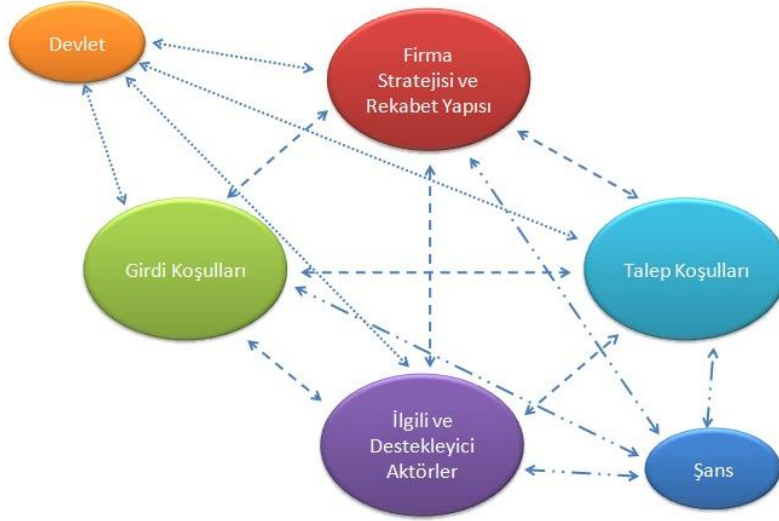 Devlet
Firma
Stratejisi ve
Rekabet Yapısı
Girdi Koşulları
Talep Koşulları
İlgili ve
Destekleyici
Aktörler
Şans